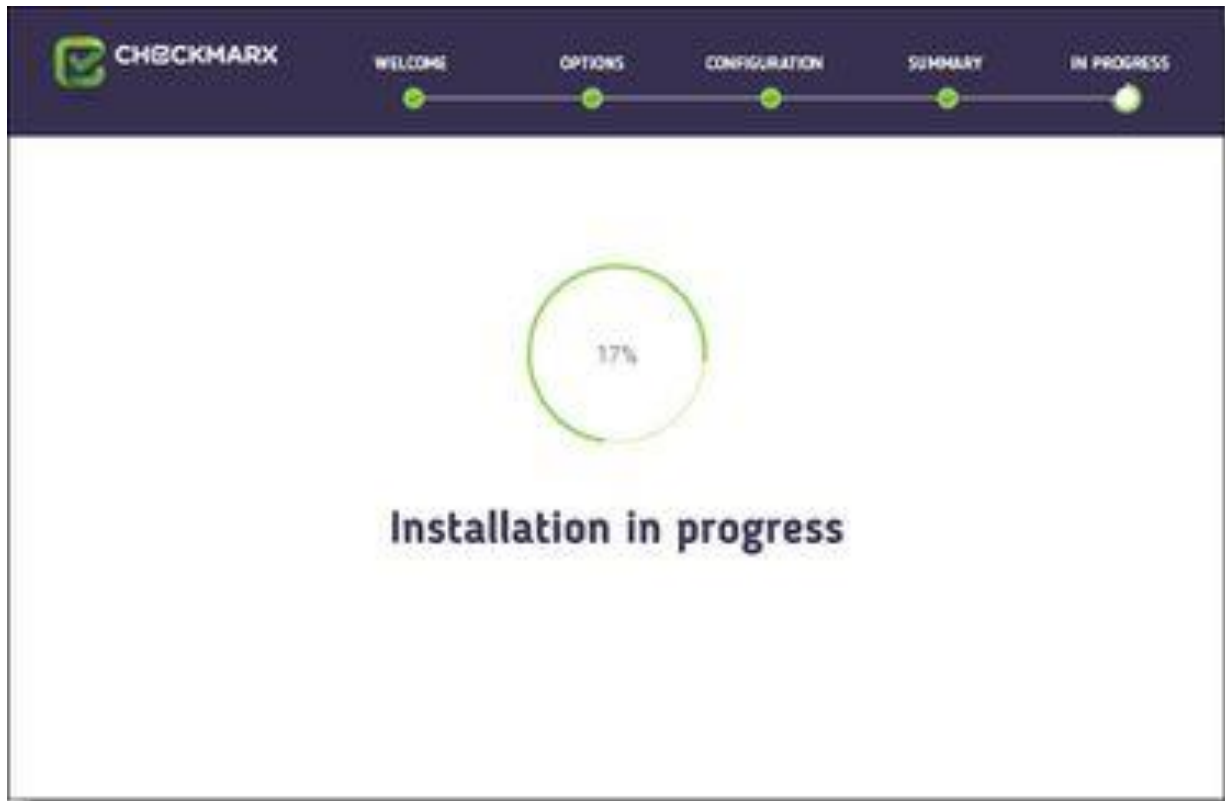 CHECKMARX
WELCOME
OPTIONS
CONFIGURATION
SUMMARY
IN PROGRESS
17%
Installation in progress